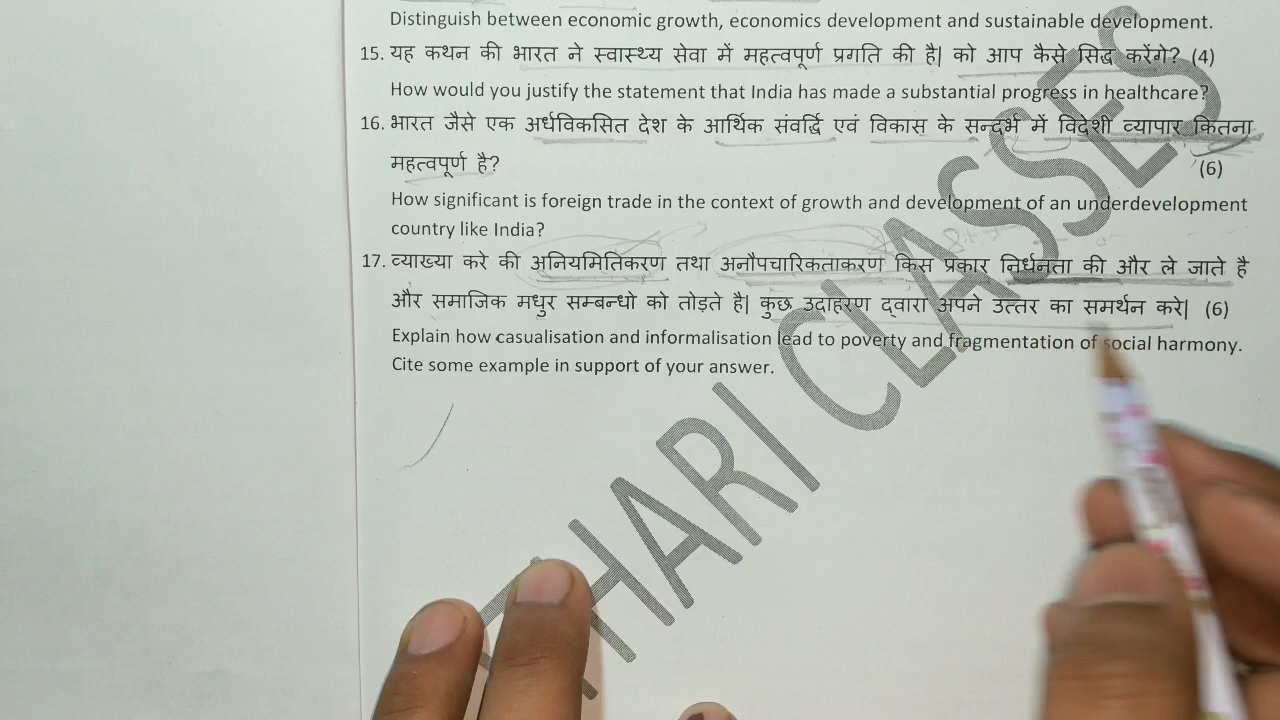 Distinguish between economic growth, economics development and sustainable development.
15. यह कथन की भारत ने स्वास्थ्य सेवा में महत्वपूर्ण प्रगति की है| को आप कैसे सिद्ध करेंगे? (4)
How would you justify the statement that India has made a substantial progress in healthcare?
16. भारत जैसे एक अर्धविकसित देश के आर्थिक संवर्द्धि एवं विकास के सन्दर्भ में विदेशी व्यापार कितना
महत्वपूर्ण है? (6)
How significant is foreign trade in the context of growth and development of an underdevelopment
country like India?
17. व्याख्या करे की अनियमितिकरण तथा अनौपचारिकताकरण किस प्रकार निर्धनता की और ले जाते है
और समाजिक मधुर सम्बन्धो को तोड़ते है| कुछ उदाहरण द्वारा अपने उत्तर का समर्थन करे| (6)
Explain how casualisation and informalisation lead to poverty and fragmentation of social harmony.
Cite some example in support of your answer.
HARI CLASSES